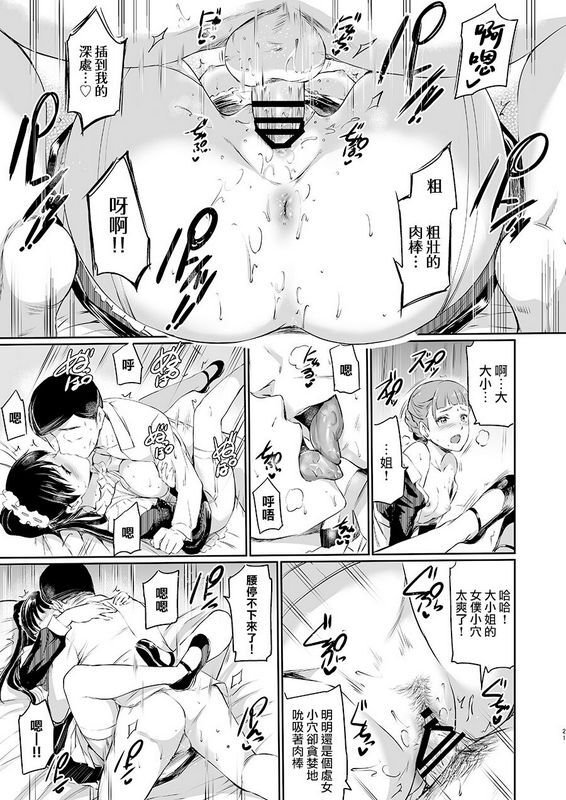 啊嗯
插到我的
深處…♡
粗
粗壯的
肉棒…
呀啊!!
啊…大
大小…
…姐！
嗯
呼唔
呼
嗯
嗯
哈哈！
大小姐的
女僕小穴
太爽了！
明明還是個處女
小穴卻貪婪地
吮吸著肉棒
腰停不下來了！
嗯嗯
嗯—!!
21